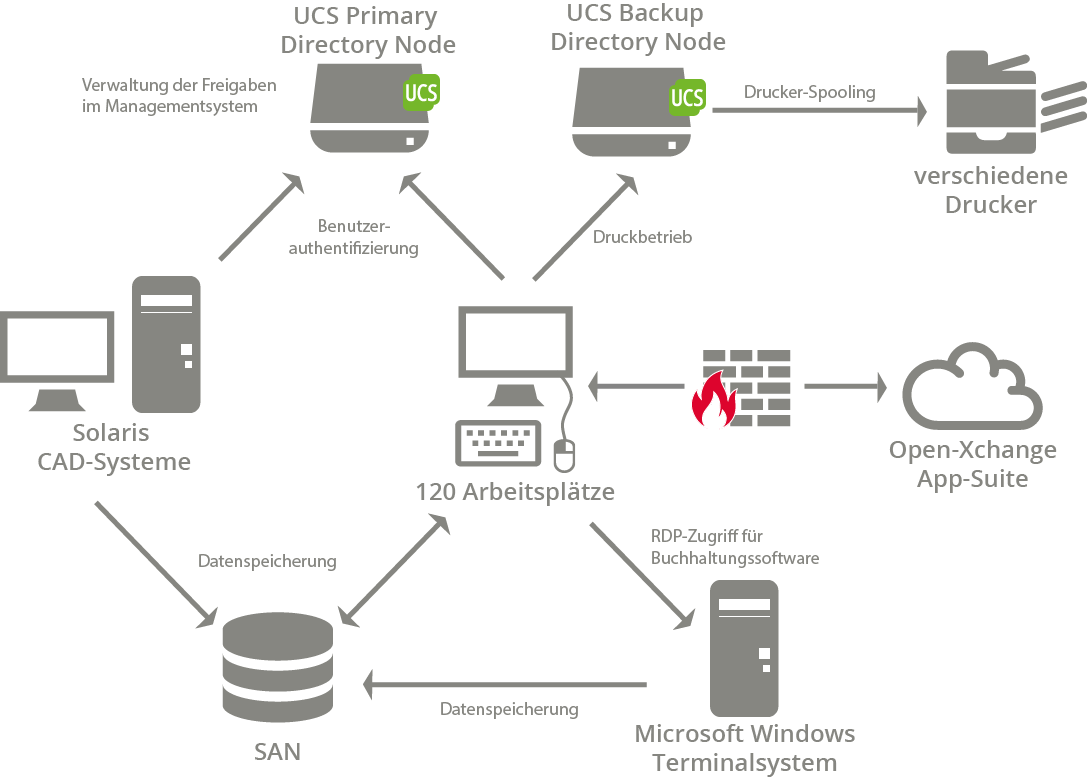 UCS Primary
Directory Node
UCS Backup
Directory Node
Verwaltung der Freigaben
im Managementsystem
UCS
UCS
Drucker-Spooling
verschiedene
Drucker
Benutzer-
authentifizierung
Druckbetrieb
Solaris
CAD-Systeme
120 Arbeitsplätze
Open-Xchange
App-Suite
Datenspeicherung
RDP-Zugriff für
Buchhaltungssoftware
Datenspeicherung
SAN
Microsoft Windows
Terminalsystem